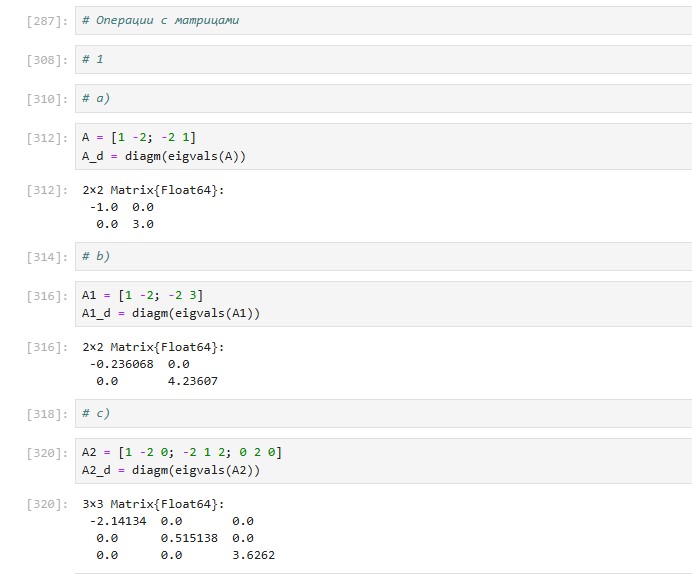 [287]: # Операции с матрицами
[308]: # 1
[310]: # a)
[312]: A = [1 -2; -2 1]
A_d = diagm(eigvals(A))
[312]: 2×2 Matrix{Float64}:
-1.0 0.0
0.0 3.0
[314]: # b)
[316]: A1 = [1 -2; -2 3]
A1_d = diagm(eigvals(A1))
[316]: 2×2 Matrix{Float64}:
-0.236068 0.0
0.0 4.23607
[318]: # c)
[320]: A2 = [1 -2 0; -2 1 2; 0 2 0]
A2_d = diagm(eigvals(A2))
[320]: 3×3 Matrix{Float64}:
-2.14134 0.0 0.0
0.0 0.515138 0.0
0.0 0.0 3.6262